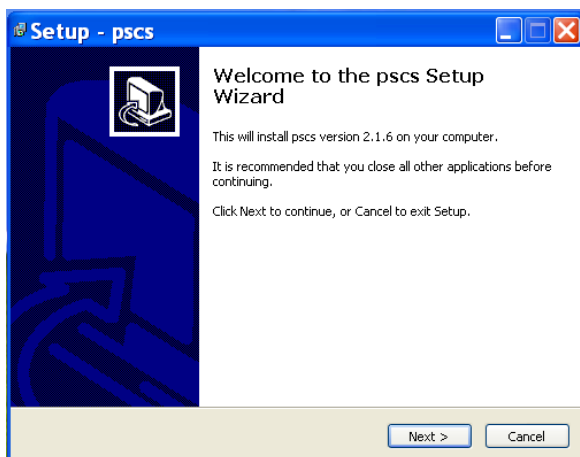 Setup - pscs
Welcome to the pscs Setup
Wizard
This will install pscs version 2.1.6 on your computer.
It is recommended that you close all other applications before
continuing.
Click Next to continue, or Cancel to exit Setup.
Next >
Cancel